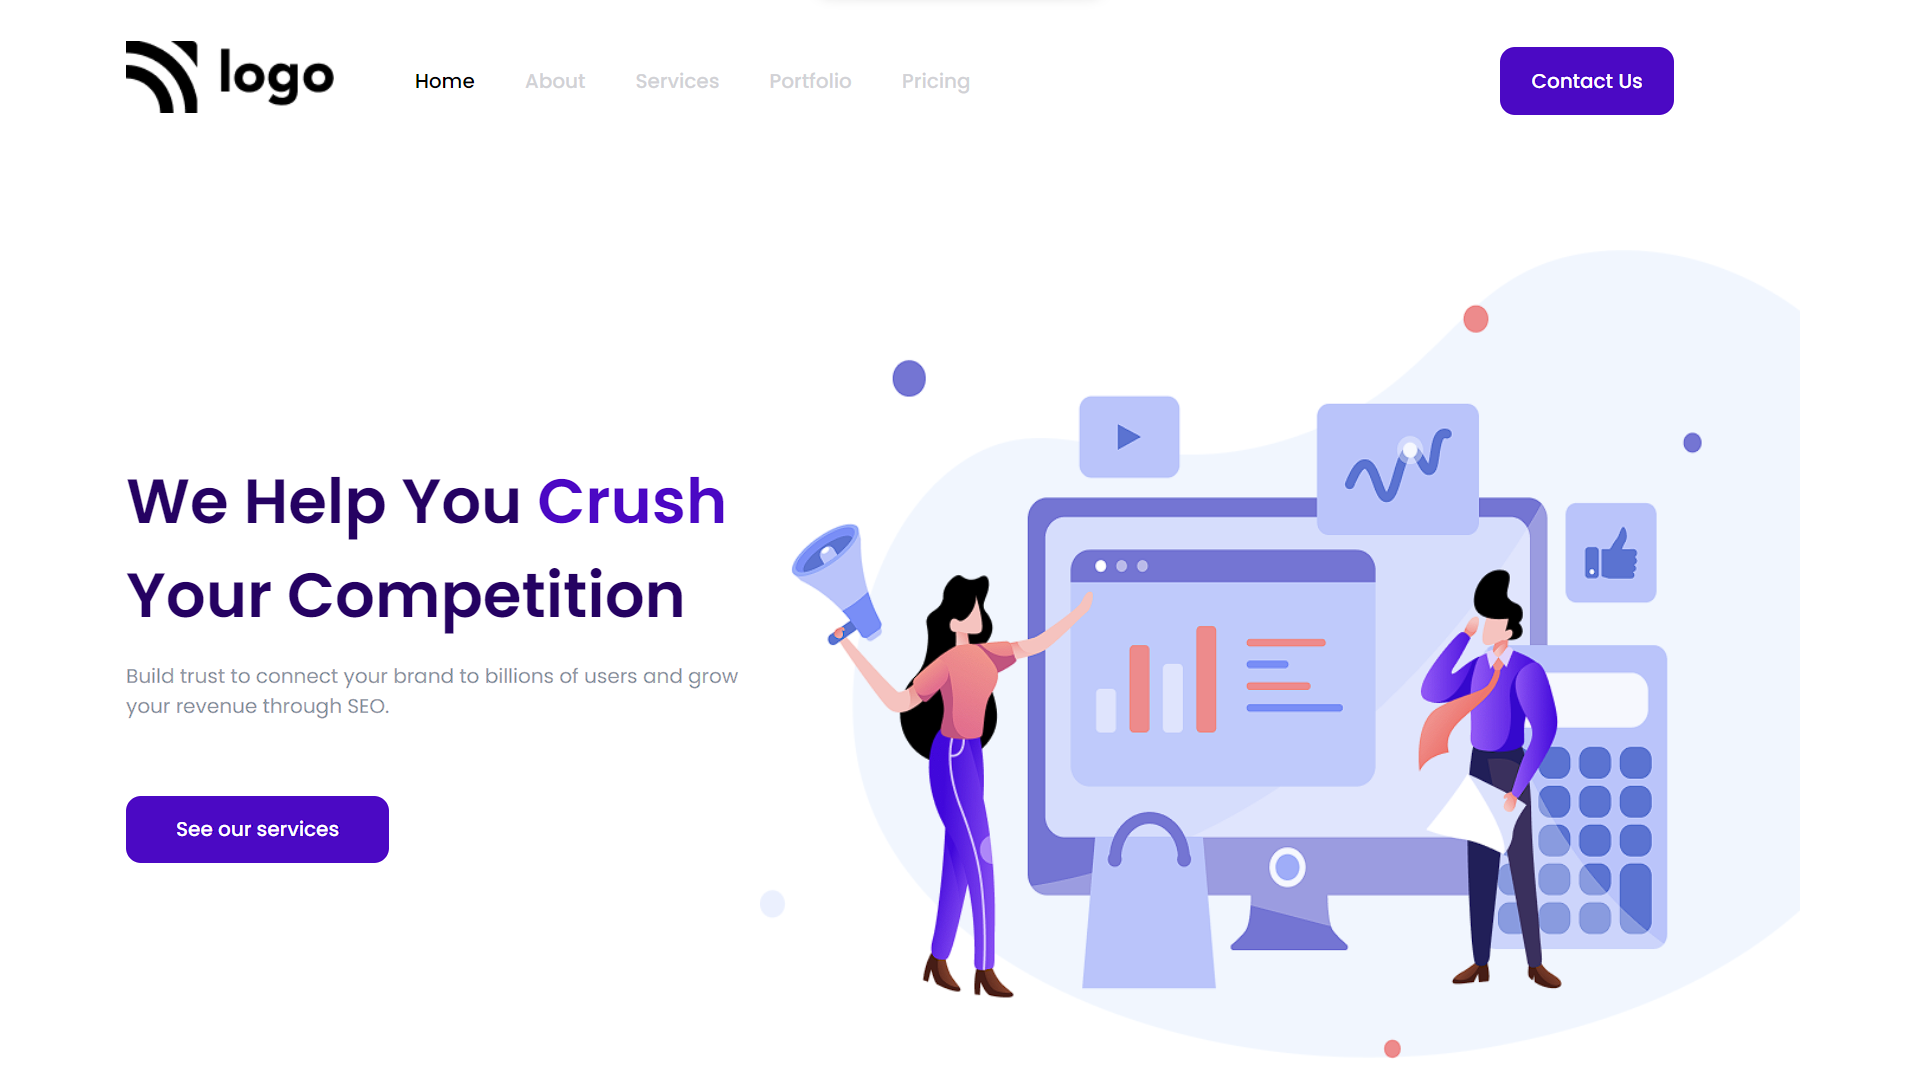 logo
Home
About
Services
Portfolio
Pricing
Contact Us
We Help You Crush
Your Competition
Build trust to connect your brand to billions of users and grow
your revenue through SEO.
See our services